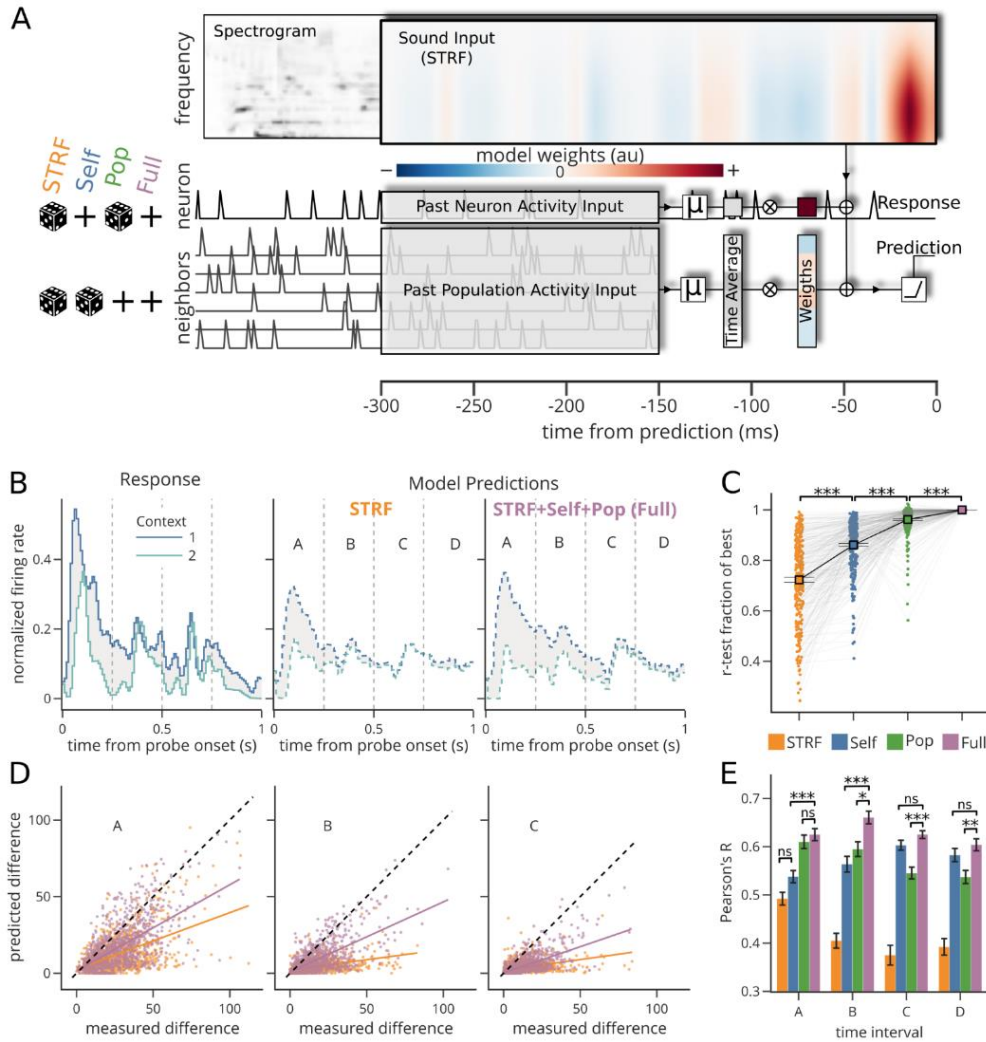 A
Spectrogram
Sound Input
(STRF)
frequency
model weights (au)
− 0 +
STRF
Self
Pop
Full
+ +
neuron
Past Neuron Activity Input
μ
Response
Prediction
+ +
neighbors
Past Population Activity Input
μ
Time Average
Weigths
-300 -250 -200 -150 -100 -50 0
time from prediction (ms)
B
Response
Model Predictions
STRF
STRF+Self+Pop (Full)
Context
1
2
A B C D
A B C D
normalized firing rate
0.4
0.2
0
0 0.5 1
0 0.5 1
0 0.5 1
time from probe onset (s)
time from probe onset (s)
time from probe onset (s)
C
*** *** ***
r-test fraction of best
1
0.8
0.6
0.4
STRF Self Pop Full
D
A
B
C
predicted difference
100
50
0
0 50 100
0 50 100
0 50 100
measured difference
measured difference
measured difference
E
Pearson's R
0.7
0.6
0.5
0.4
0.3
ns
***
ns
***
*
ns
***
ns
**
A B C D
time interval